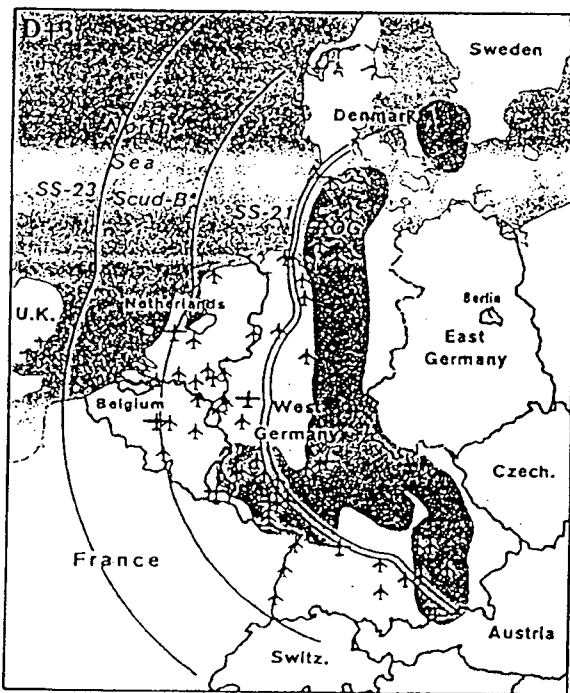 D+3
Sweden
Denmark
North
Sea
SS-23
Scud-B
SS-21
OG
U.K.
Netherlands
Berlin
East
Germany
Belgium
West
Germany
Czech.
France
Austria
Switz.